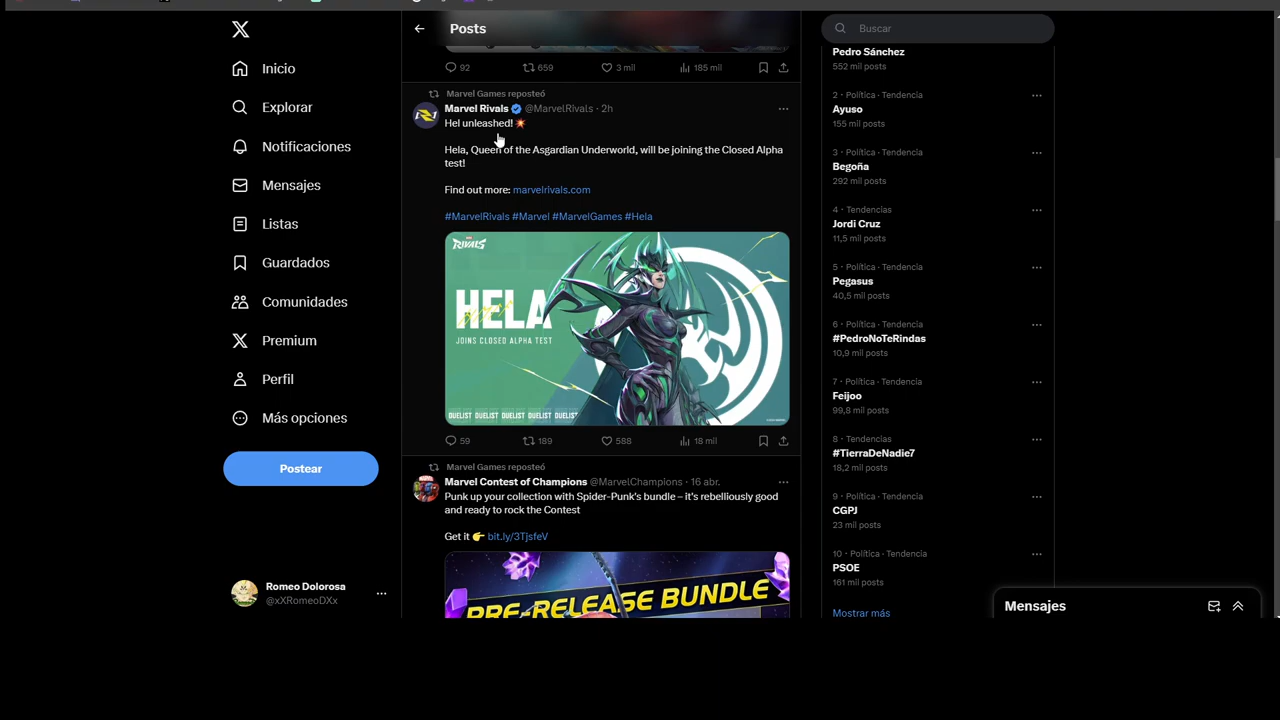 Inicio
Explorar
Notificaciones
Mensajes
Listas
Guardados
Comunidades
Premium
Perfil
Más opciones
Postear
Romeo Dolorosa
@xXRomeoDXx
Posts
92 659 3 mil 185 mil
Marvel Games reposteó
Marvel Rivals @MarvelRivals · 2h
Hel unleashed! 💥
Hela, Queen of the Asgardian Underworld, will be joining the Closed Alpha
test!
Find out more: marvelrivals.com
#MarvelRivals #Marvel #MarvelGames #Hela
RIVALS
HELA
JOINS CLOSED ALPHA TEST
DUELIST DUELIST DUELIST DUELIST DUELIST
59 189 588 18 mil
Marvel Games reposteó
Marvel Contest of Champions @MarvelChampions · 16 abr.
Punk up your collection with Spider-Punk's bundle – it's rebelliously good
and ready to rock the Contest
Get it 👉 bit.ly/3TjsfeV
PRE-RELEASE BUNDLE
Buscar
Pedro Sánchez
552 mil posts
2 · Política · Tendencia
Ayuso
155 mil posts
3 · Política · Tendencia
Begoña
292 mil posts
4 · Tendencias
Jordi Cruz
11,5 mil posts
5 · Política · Tendencia
Pegasus
40,5 mil posts
6 · Política · Tendencia
#PedroNoTeRindas
10,9 mil posts
7 · Política · Tendencia
Feijoo
99,8 mil posts
8 · Tendencias
#TierraDeNadie7
18,2 mil posts
9 · Política · Tendencia
CGPJ
23 mil posts
10 · Política · Tendencia
PSOE
161 mil posts
Mostrar más
Mensajes